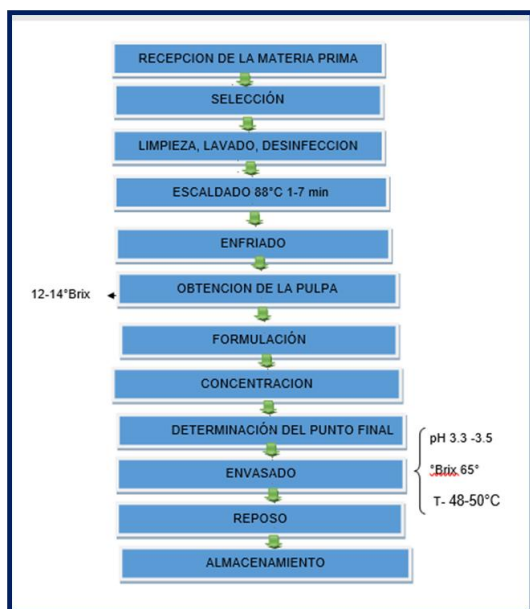 RECEPCION DE LA MATERIA PRIMA
SELECCIÓN
LIMPIEZA, LAVADO, DESINFECCION
ESCALDADO 88°C 1-7 min
ENFRIADO
12-14°Brix
OBTENCION DE LA PULPA
FORMULACIÓN
CONCENTRACION
DETERMINACIÓN DEL PUNTO FINAL
pH 3.3 -3.5
ENVASADO
°Brix 65°
T- 48-50°C
REPOSO
ALMACENAMIENTO